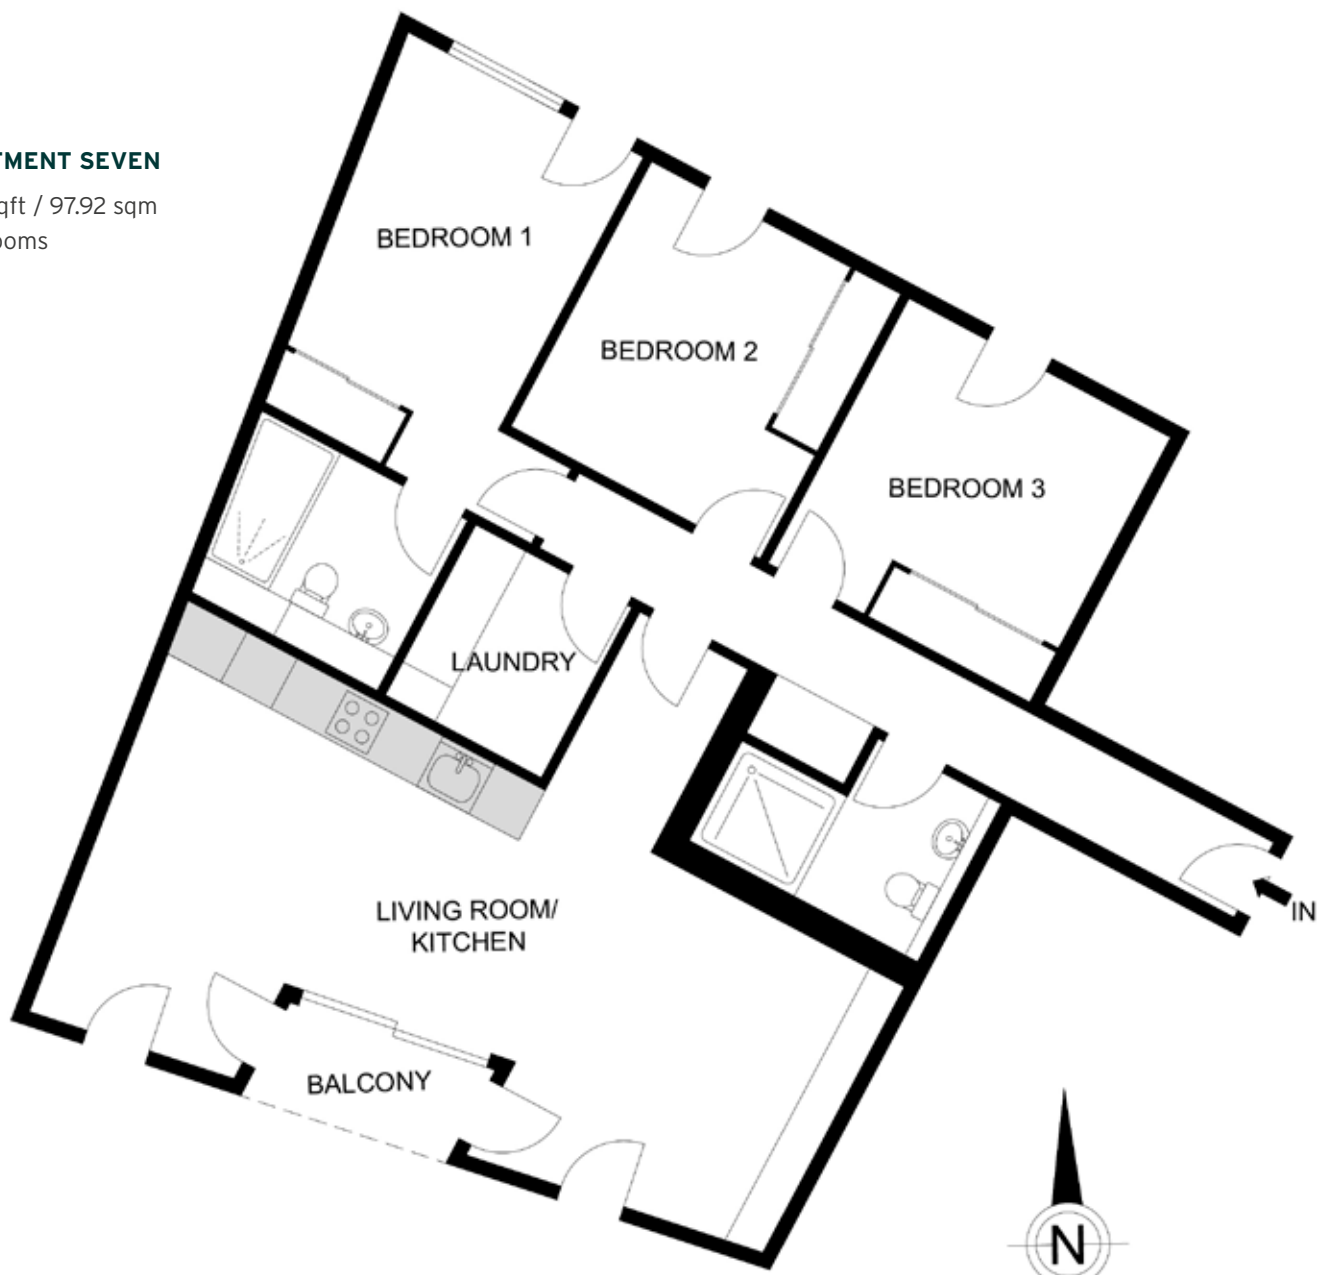 TMENT SEVEN
qft / 97.92 sqm
ooms
BEDROOM 1
BEDROOM 2
BEDROOM 3
LAUNDRY
LIVING ROOM/
KITCHEN
IN
BALCONY
N